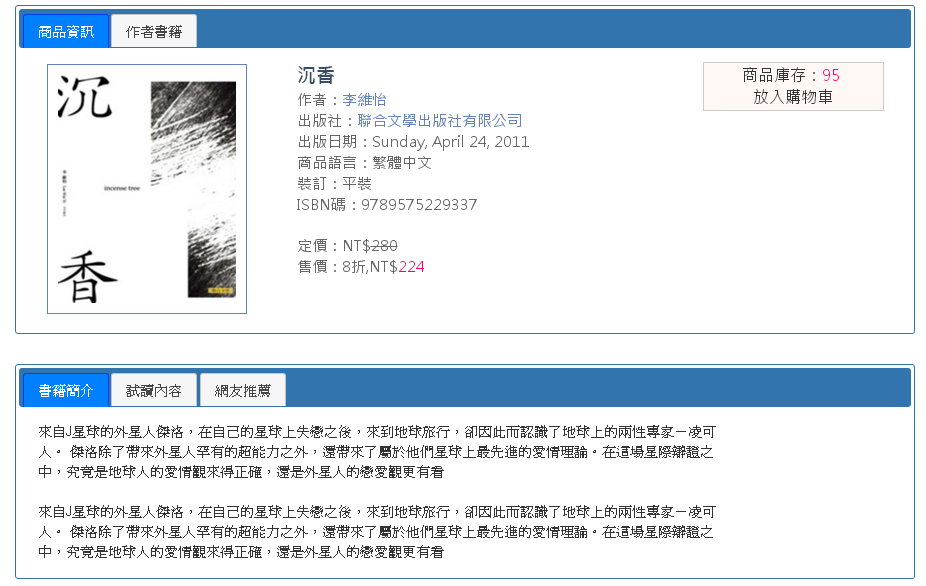 商品資訊 作者書籍
沉
incense tree
香
沉香
作者：李維怡
出版社：聯合文學出版社有限公司
出版日期：Sunday, April 24, 2011
商品語言：繁體中文
裝訂：平裝
ISBN碼：9789575229337
定價：NT$280
售價：8折,NT$224
商品庫存：95
放入購物車
書籍簡介 試讀內容 網友推薦
來自J星球的外星人傑洛，在自己的星球上失戀之後，來到地球旅行，卻因此而認識了地球上的兩性專家－凌可
人。 傑洛除了帶來外星人罕有的超能力之外，還帶來了屬於他們星球上最先進的愛情理論。在這場星際辯證之
中，究竟是地球人的愛情觀來得正確，還是外星人的戀愛觀更有看
來自J星球的外星人傑洛，在自己的星球上失戀之後，來到地球旅行，卻因此而認識了地球上的兩性專家－凌可
人。 傑洛除了帶來外星人罕有的超能力之外，還帶來了屬於他們星球上最先進的愛情理論。在這場星際辯證之
中，究竟是地球人的愛情觀來得正確，還是外星人的戀愛觀更有看